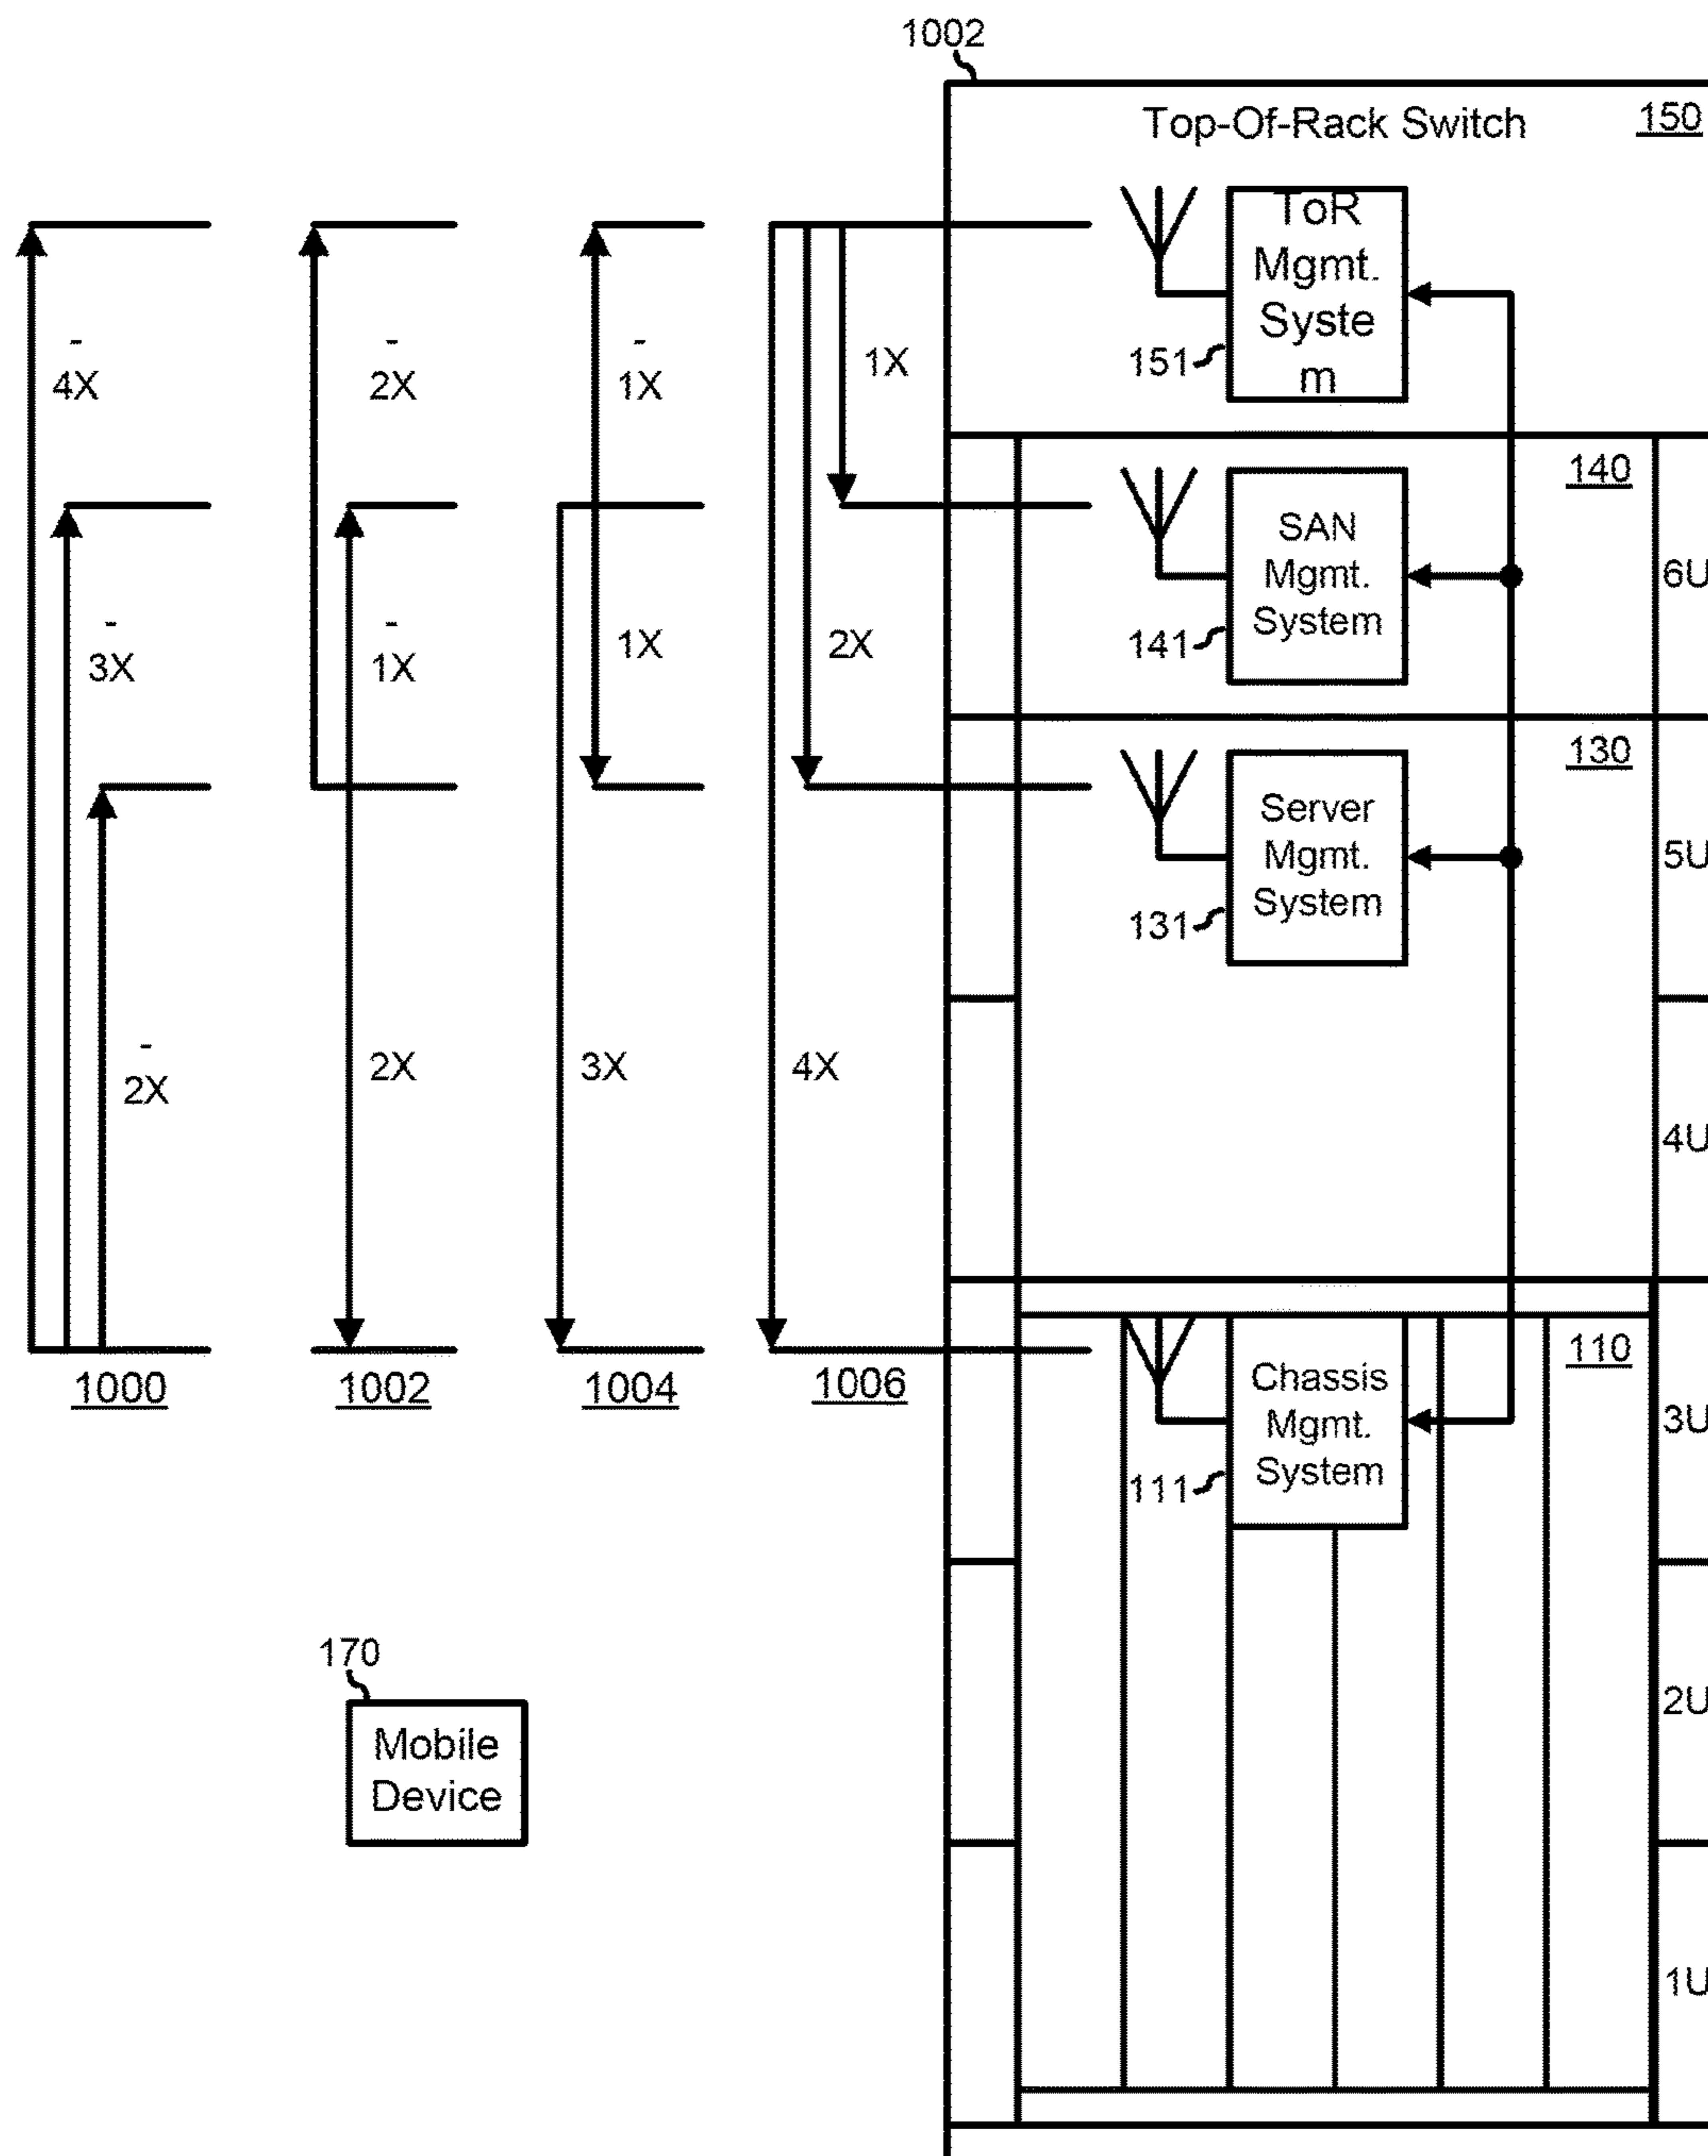 1002
Top-Of-Rack Switch
150
ToR
Mgmt.
Syste
m
151
-
4X
-
2X
-
1X
1X
140
SAN
Mgmt.
System
141
6U
-
3X
-
1X
1X
2X
130
Server
Mgmt.
System
131
5U
-
2X
2X
3X
4X
4U
1000
1002
1004
1006
110
Chassis
Mgmt.
System
111
3U
170
Mobile
Device
2U
1U